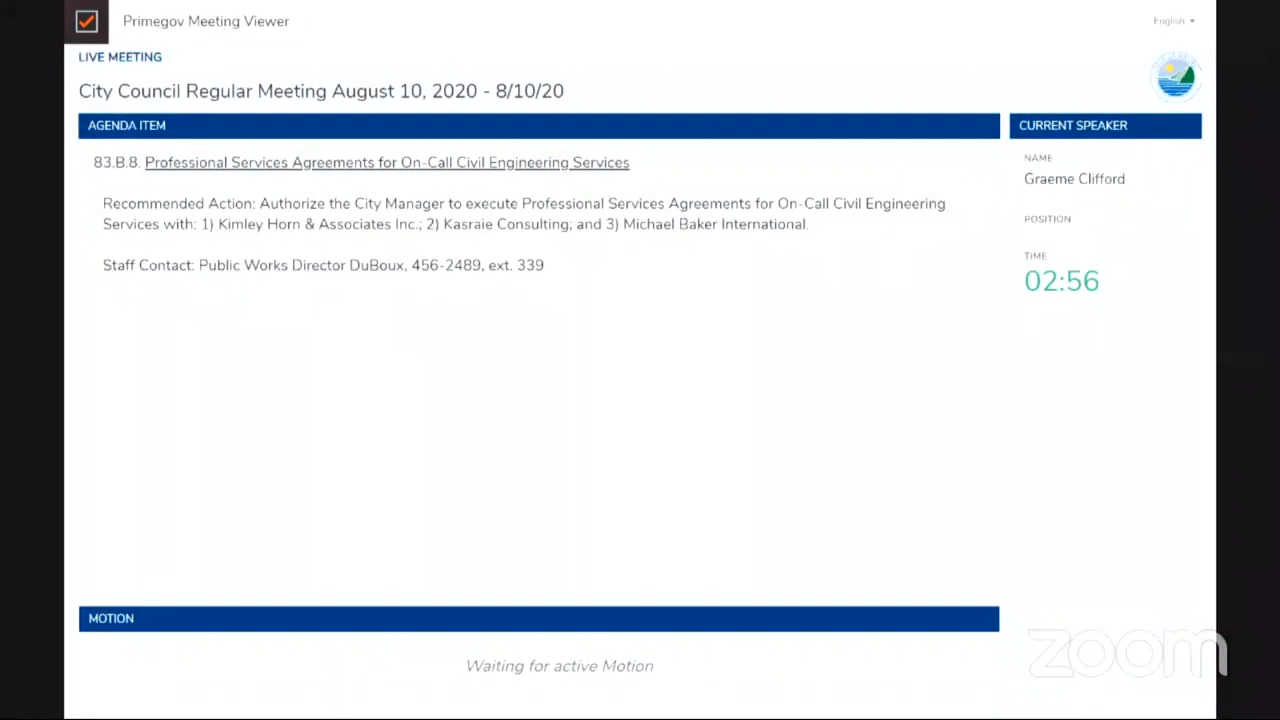 Primegov Meeting Viewer
English
LIVE MEETING
City Council Regular Meeting August 10, 2020 - 8/10/20
AGENDA ITEM
83.B.8. Professional Services Agreements for On-Call Civil Engineering Services
Recommended Action: Authorize the City Manager to execute Professional Services Agreements for On-Call Civil Engineering
Services with: 1) Kimley Horn & Associates Inc.; 2) Kasraie Consulting; and 3) Michael Baker International.
Staff Contact: Public Works Director DuBoux, 456-2489, ext. 339
CURRENT SPEAKER
NAME
Graeme Clifford
POSITION
TIME
02:56
MOTION
Waiting for active Motion
zoom